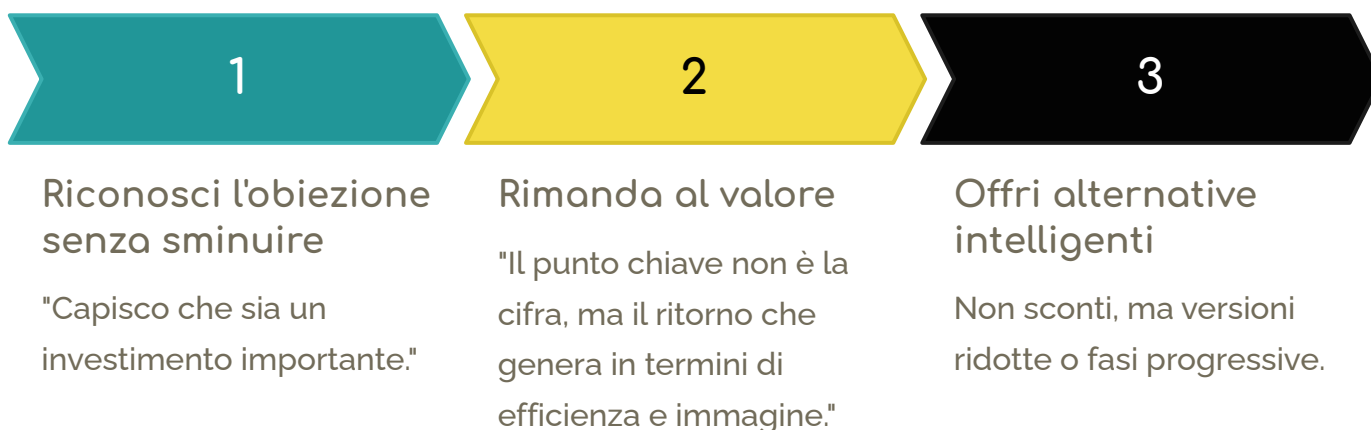 1
Riconosci l'obiezione
senza sminuire
"Capisco che sia un
investimento importante."
2
Rimanda al valore
"Il punto chiave non è la
cifra, ma il ritorno che
genera in termini di
efficienza e immagine."
3
Offri alternative
intelligenti
Non sconti, ma versioni
ridotte o fasi progressive.